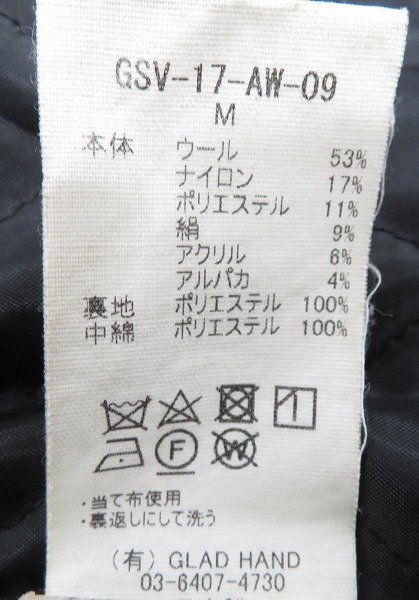 GSV-17-AW-09
M
本体 ウール 53%
ナイロン 17%
ポリエステル 11%
絹 9%
アクリル 6%
アルパカ 4%
裏地 ポリエステル 100%
中綿 ポリエステル 100%
F W
・当て布使用
・裏返しにして洗う
(有) GLAD HAND
03-6407-4730